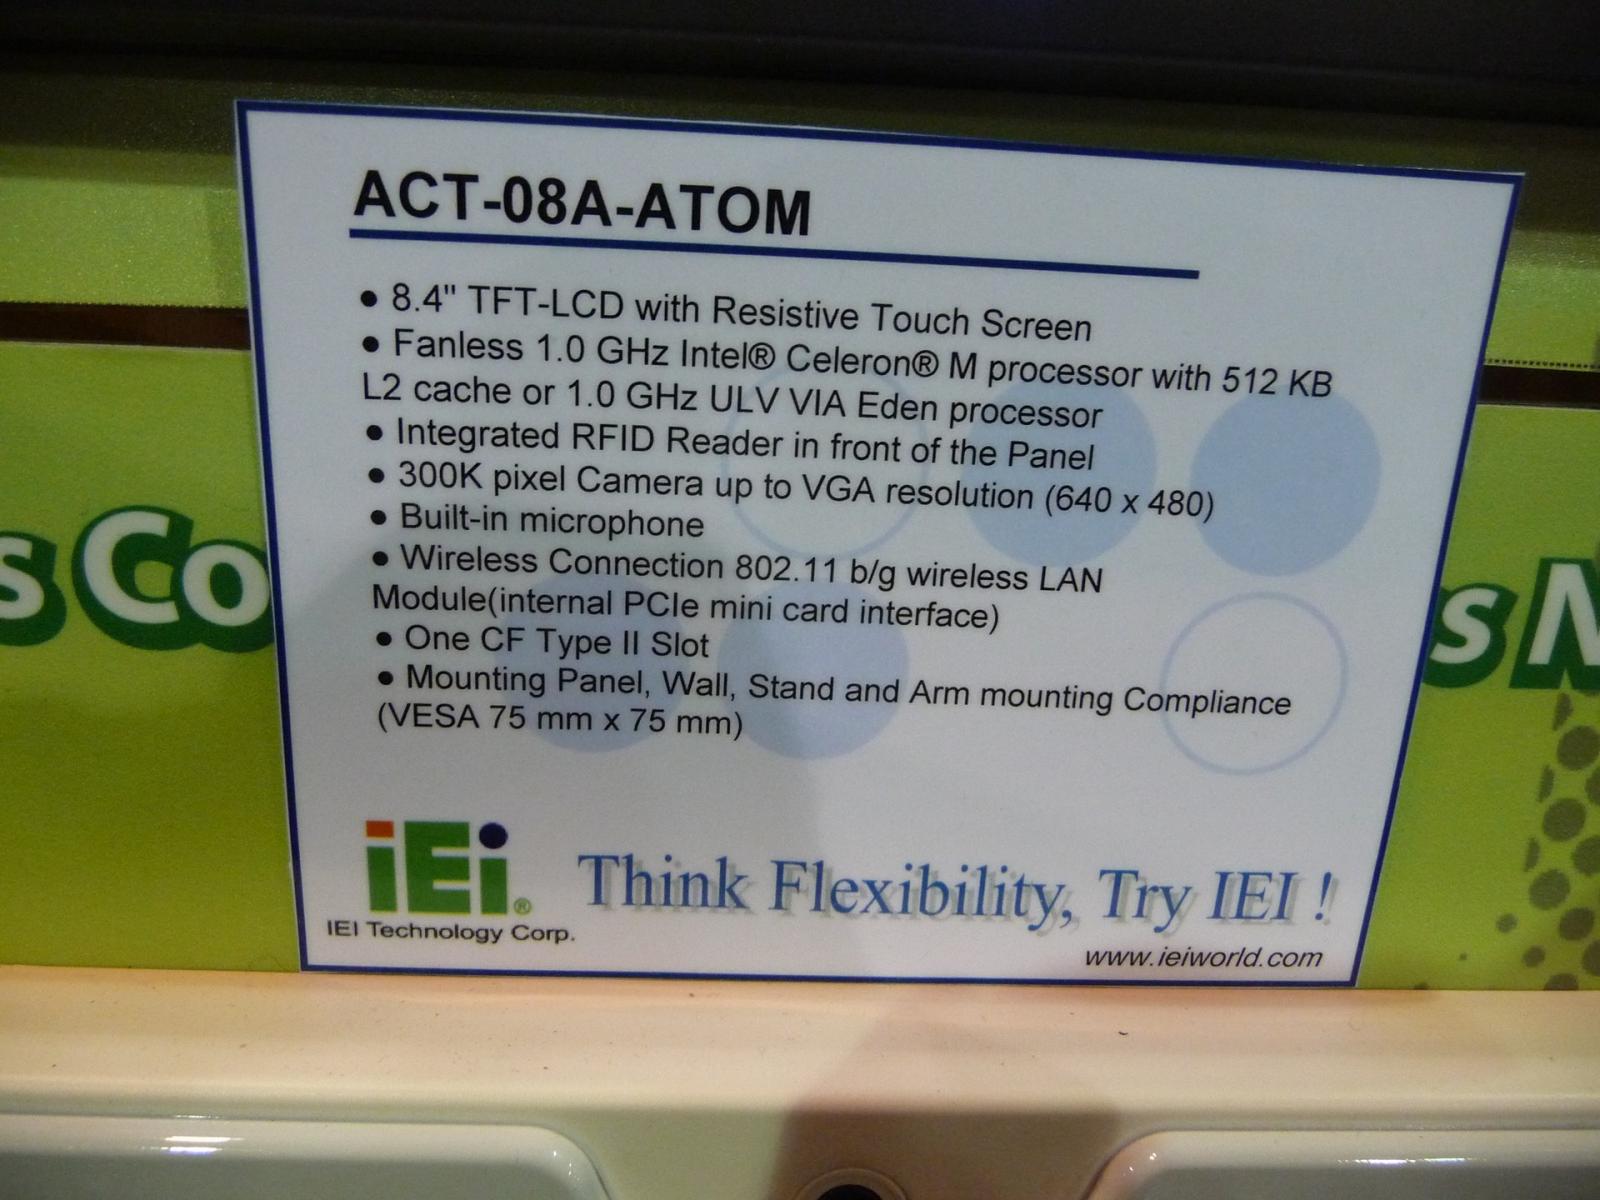 ACT-08A-ATOM
● 8.4" TFT-LCD with Resistive Touch Screen
● Fanless 1.0 GHz Intel® Celeron® M processor with 512 KB
L2 cache or 1.0 GHz ULV VIA Eden processor
● Integrated RFID Reader in front of the Panel
● 300K pixel Camera up to VGA resolution (640 x 480)
● Built-in microphone
● Wireless Connection 802.11 b/g wireless LAN
Module(internal PCIe mini card interface)
● One CF Type II Slot
● Mounting Panel, Wall, Stand and Arm mounting Compliance
(VESA 75 mm x 75 mm)
iEi®
IEI Technology Corp.
Think Flexibility, Try IEI !
www.ieiworld.com
s Co
s N